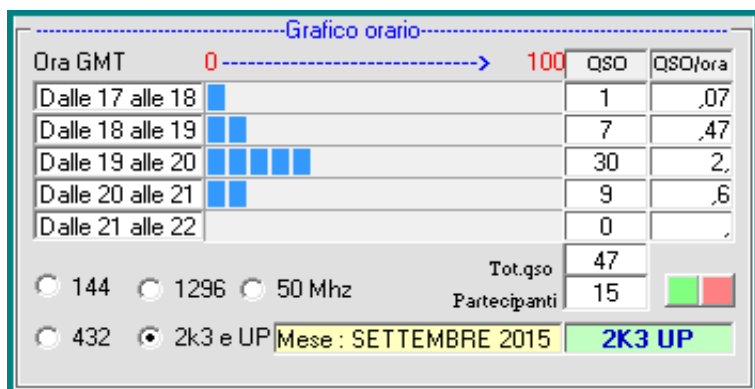 Grafico orario
Ora GMT 0 ----------------------------> 100 QSO QSO/ora
Dalle 17 alle 18 1 ,07
Dalle 18 alle 19 7 ,47
Dalle 19 alle 20 30 2,
Dalle 20 alle 21 9 ,6
Dalle 21 alle 22 0 ,
Tot.qso 47
144 1296 50 Mhz Partecipanti 15
432 2k3 e UP Mese : SETTEMBRE 2015 2K3 UP